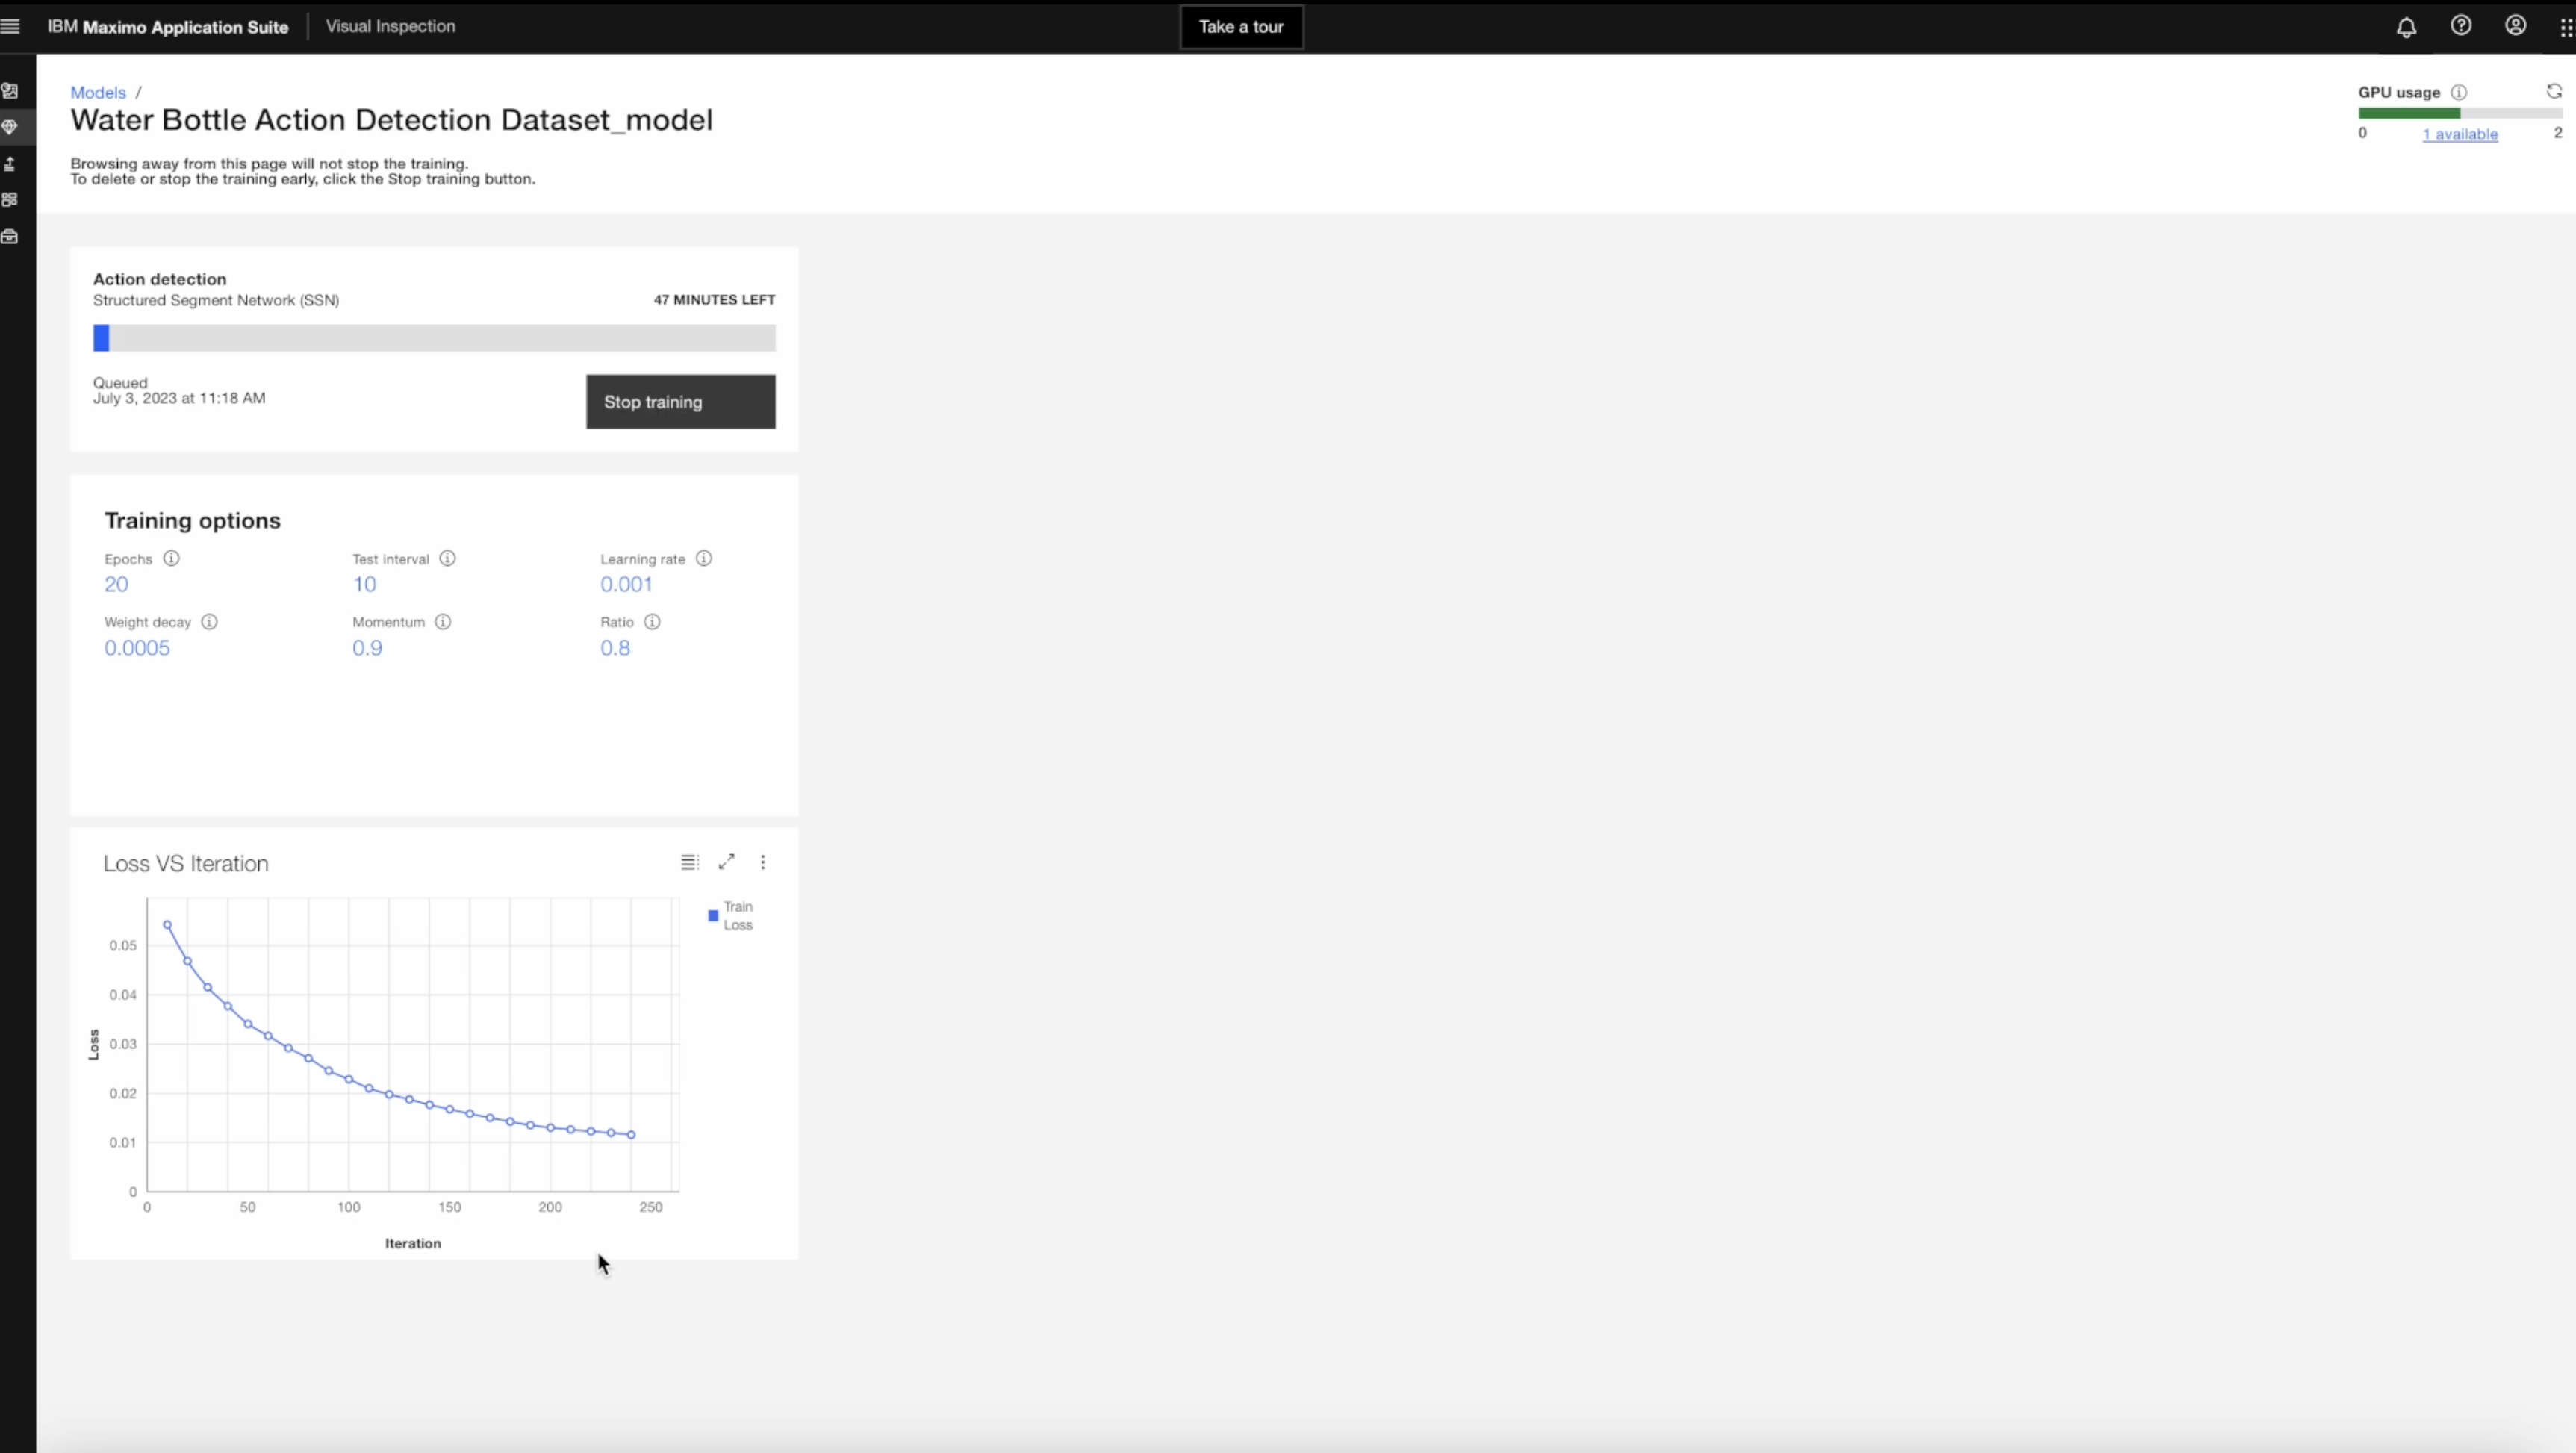 IBM Maximo Application Suite Visual Inspection Take a tour
Models /
Water Bottle Action Detection Dataset_model
Browsing away from this page will not stop the training.
To delete or stop the training early, click the Stop training button.
GPU usage
0 1 available 2
Action detection
Structured Segment Network (SSN) 47 MINUTES LEFT
Queued
July 3, 2023 at 11:18 AM
Stop training
Training options
Epochs Test interval Learning rate
20 10 0.001
Weight decay Momentum Ratio
0.0005 0.9 0.8
Loss VS Iteration
Train
Loss
0.05
0.04
0.03
0.02
0.01
0
Loss
0 50 100 150 200 250
Iteration